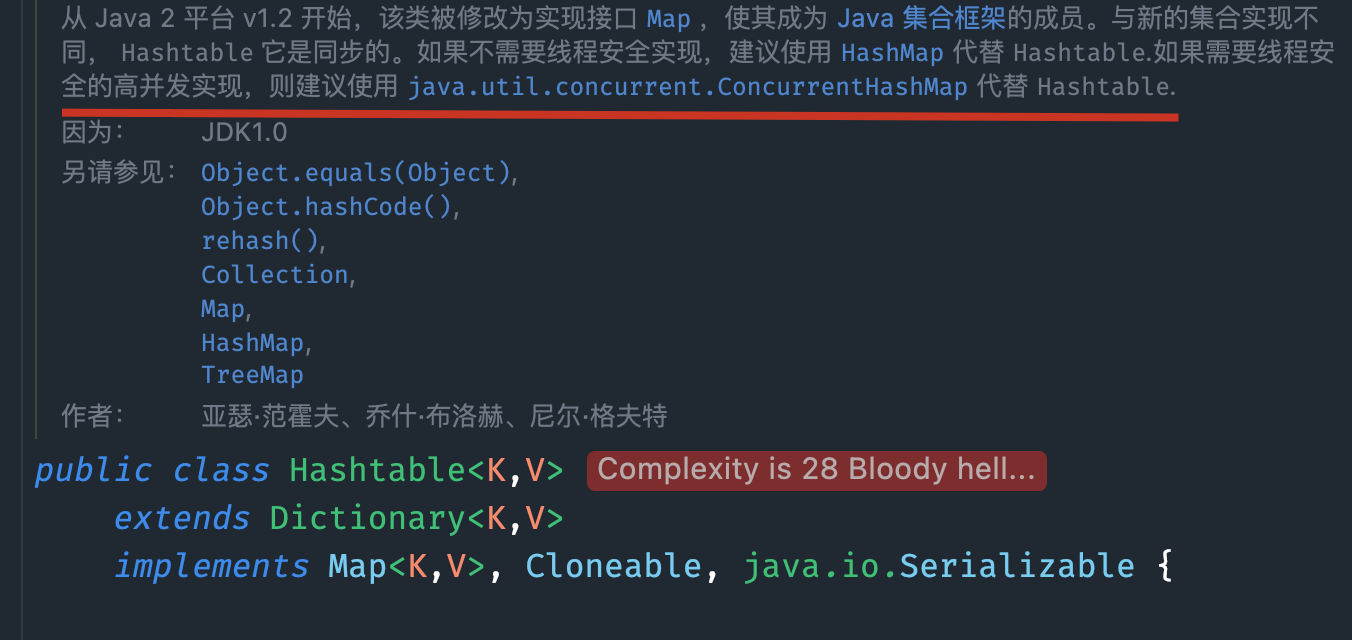 从 Java 2 平台 v1.2 开始，该类被修改为实现接口 Map ，使其成为 Java 集合框架的成员。与新的集合实现不
同， Hashtable 它是同步的。如果不需要线程安全实现，建议使用 HashMap 代替 Hashtable.如果需要线程安
全的高并发实现，则建议使用 java.util.concurrent.ConcurrentHashMap 代替 Hashtable.
因为： JDK1.0
另请参见： Object.equals(Object),
Object.hashCode(),
rehash(),
Collection,
Map,
HashMap,
TreeMap
作者： 亚瑟·范霍夫、乔什·布洛赫、尼尔·格夫特
public class Hashtable<K,V> Complexity is 28 Bloody hell...
extends Dictionary<K,V>
implements Map<K,V>, Cloneable, java.io.Serializable {